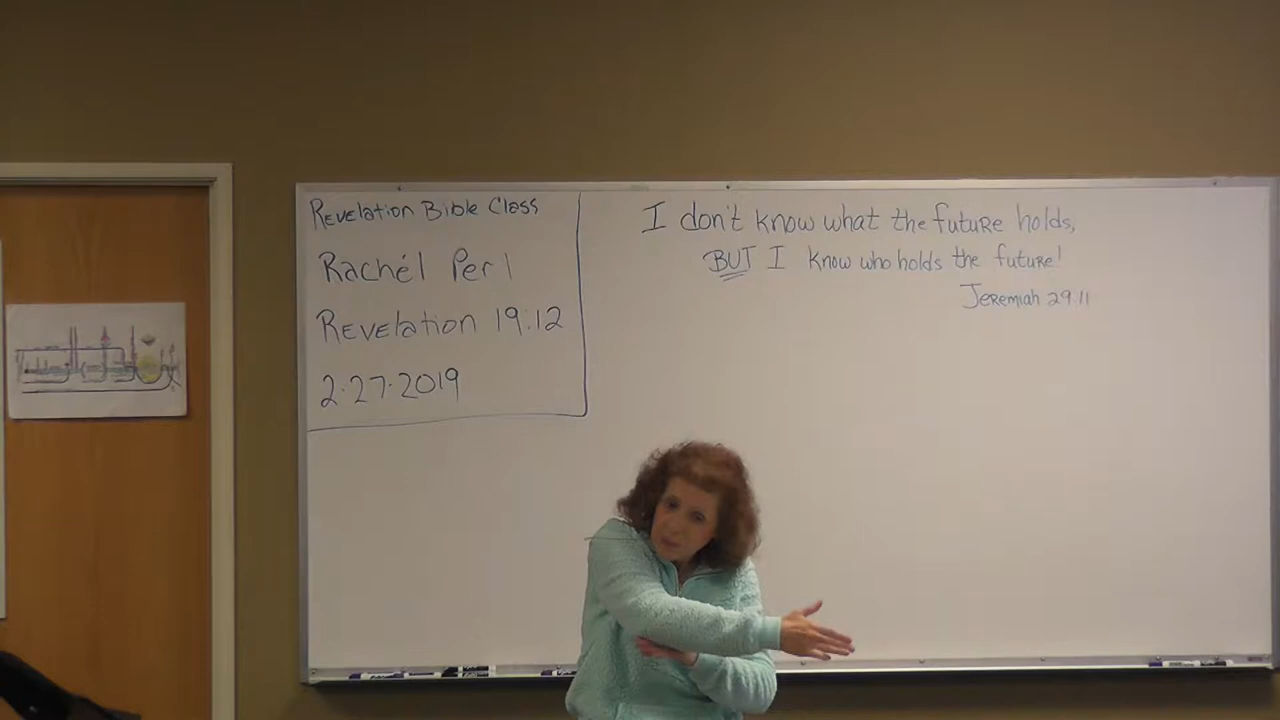 Revelation Bible Class
Rachél Perl
Revelation 19:12
2.27.2019
I don't know what the future holds,
BUT I know who holds the future!
Jeremiah 29:11